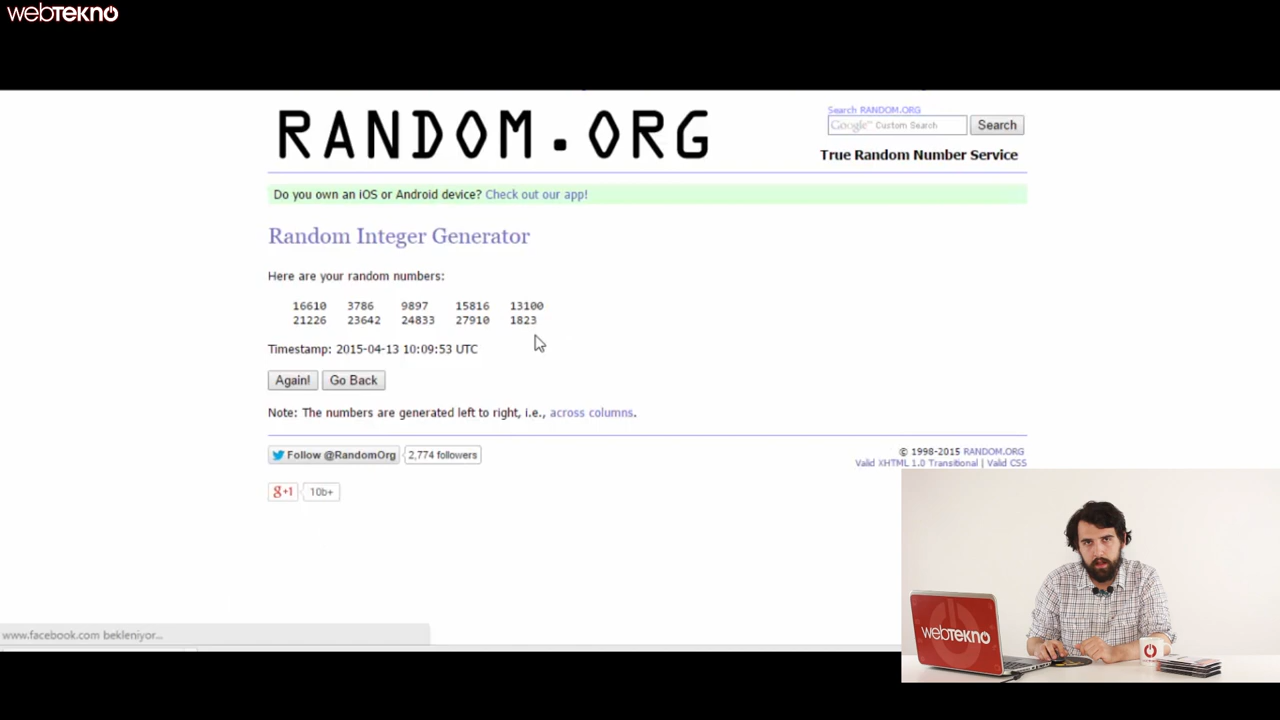 webTEKNO
RANDOM.ORG
Search RANDOM.ORG
Google™ Custom Search
Search
True Random Number Service
Do you own an iOS or Android device? Check out our app!
Random Integer Generator
Here are your random numbers:
16610 3786 9897 15816 13100
21226 23642 24833 27910 1823
Timestamp: 2015-04-13 10:09:53 UTC
Again! Go Back
Note: The numbers are generated left to right, i.e., across columns.
Follow @RandomOrg 2,774 followers
© 1998-2015 RANDOM.ORG
Valid XHTML 1.0 Transitional | Valid CSS
g+1 10b+
www.facebook.com bekleniyor...
webTEKNO